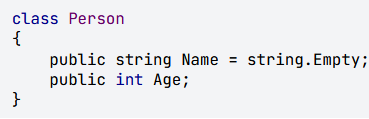 class Person
{
    public string Name = string.Empty;
    public int Age;
}